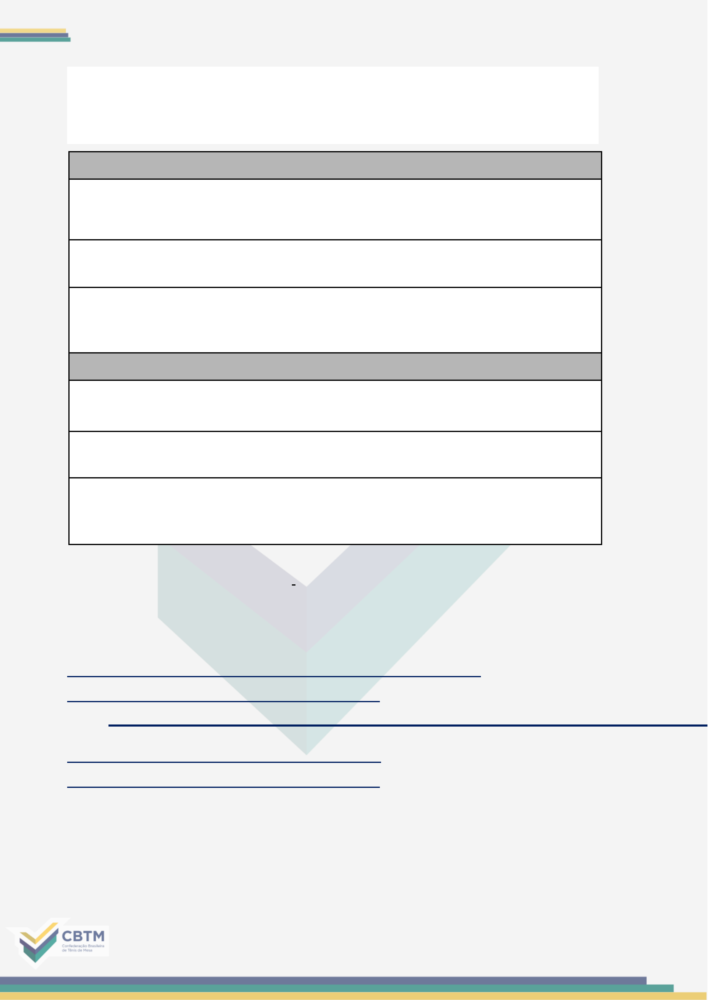 CBTM
Confederação Brasileira
de Tênis de Mesa